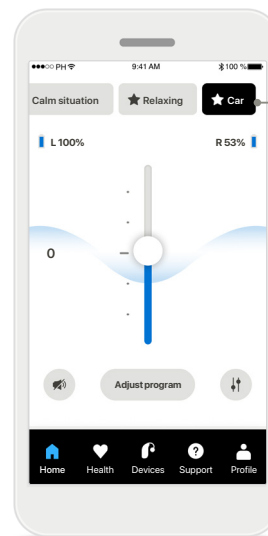 PH 9:41 AM 100 %
Calm situation Relaxing Car
L 100% R 53%
0
Adjust program
Home Health Devices Support Profile